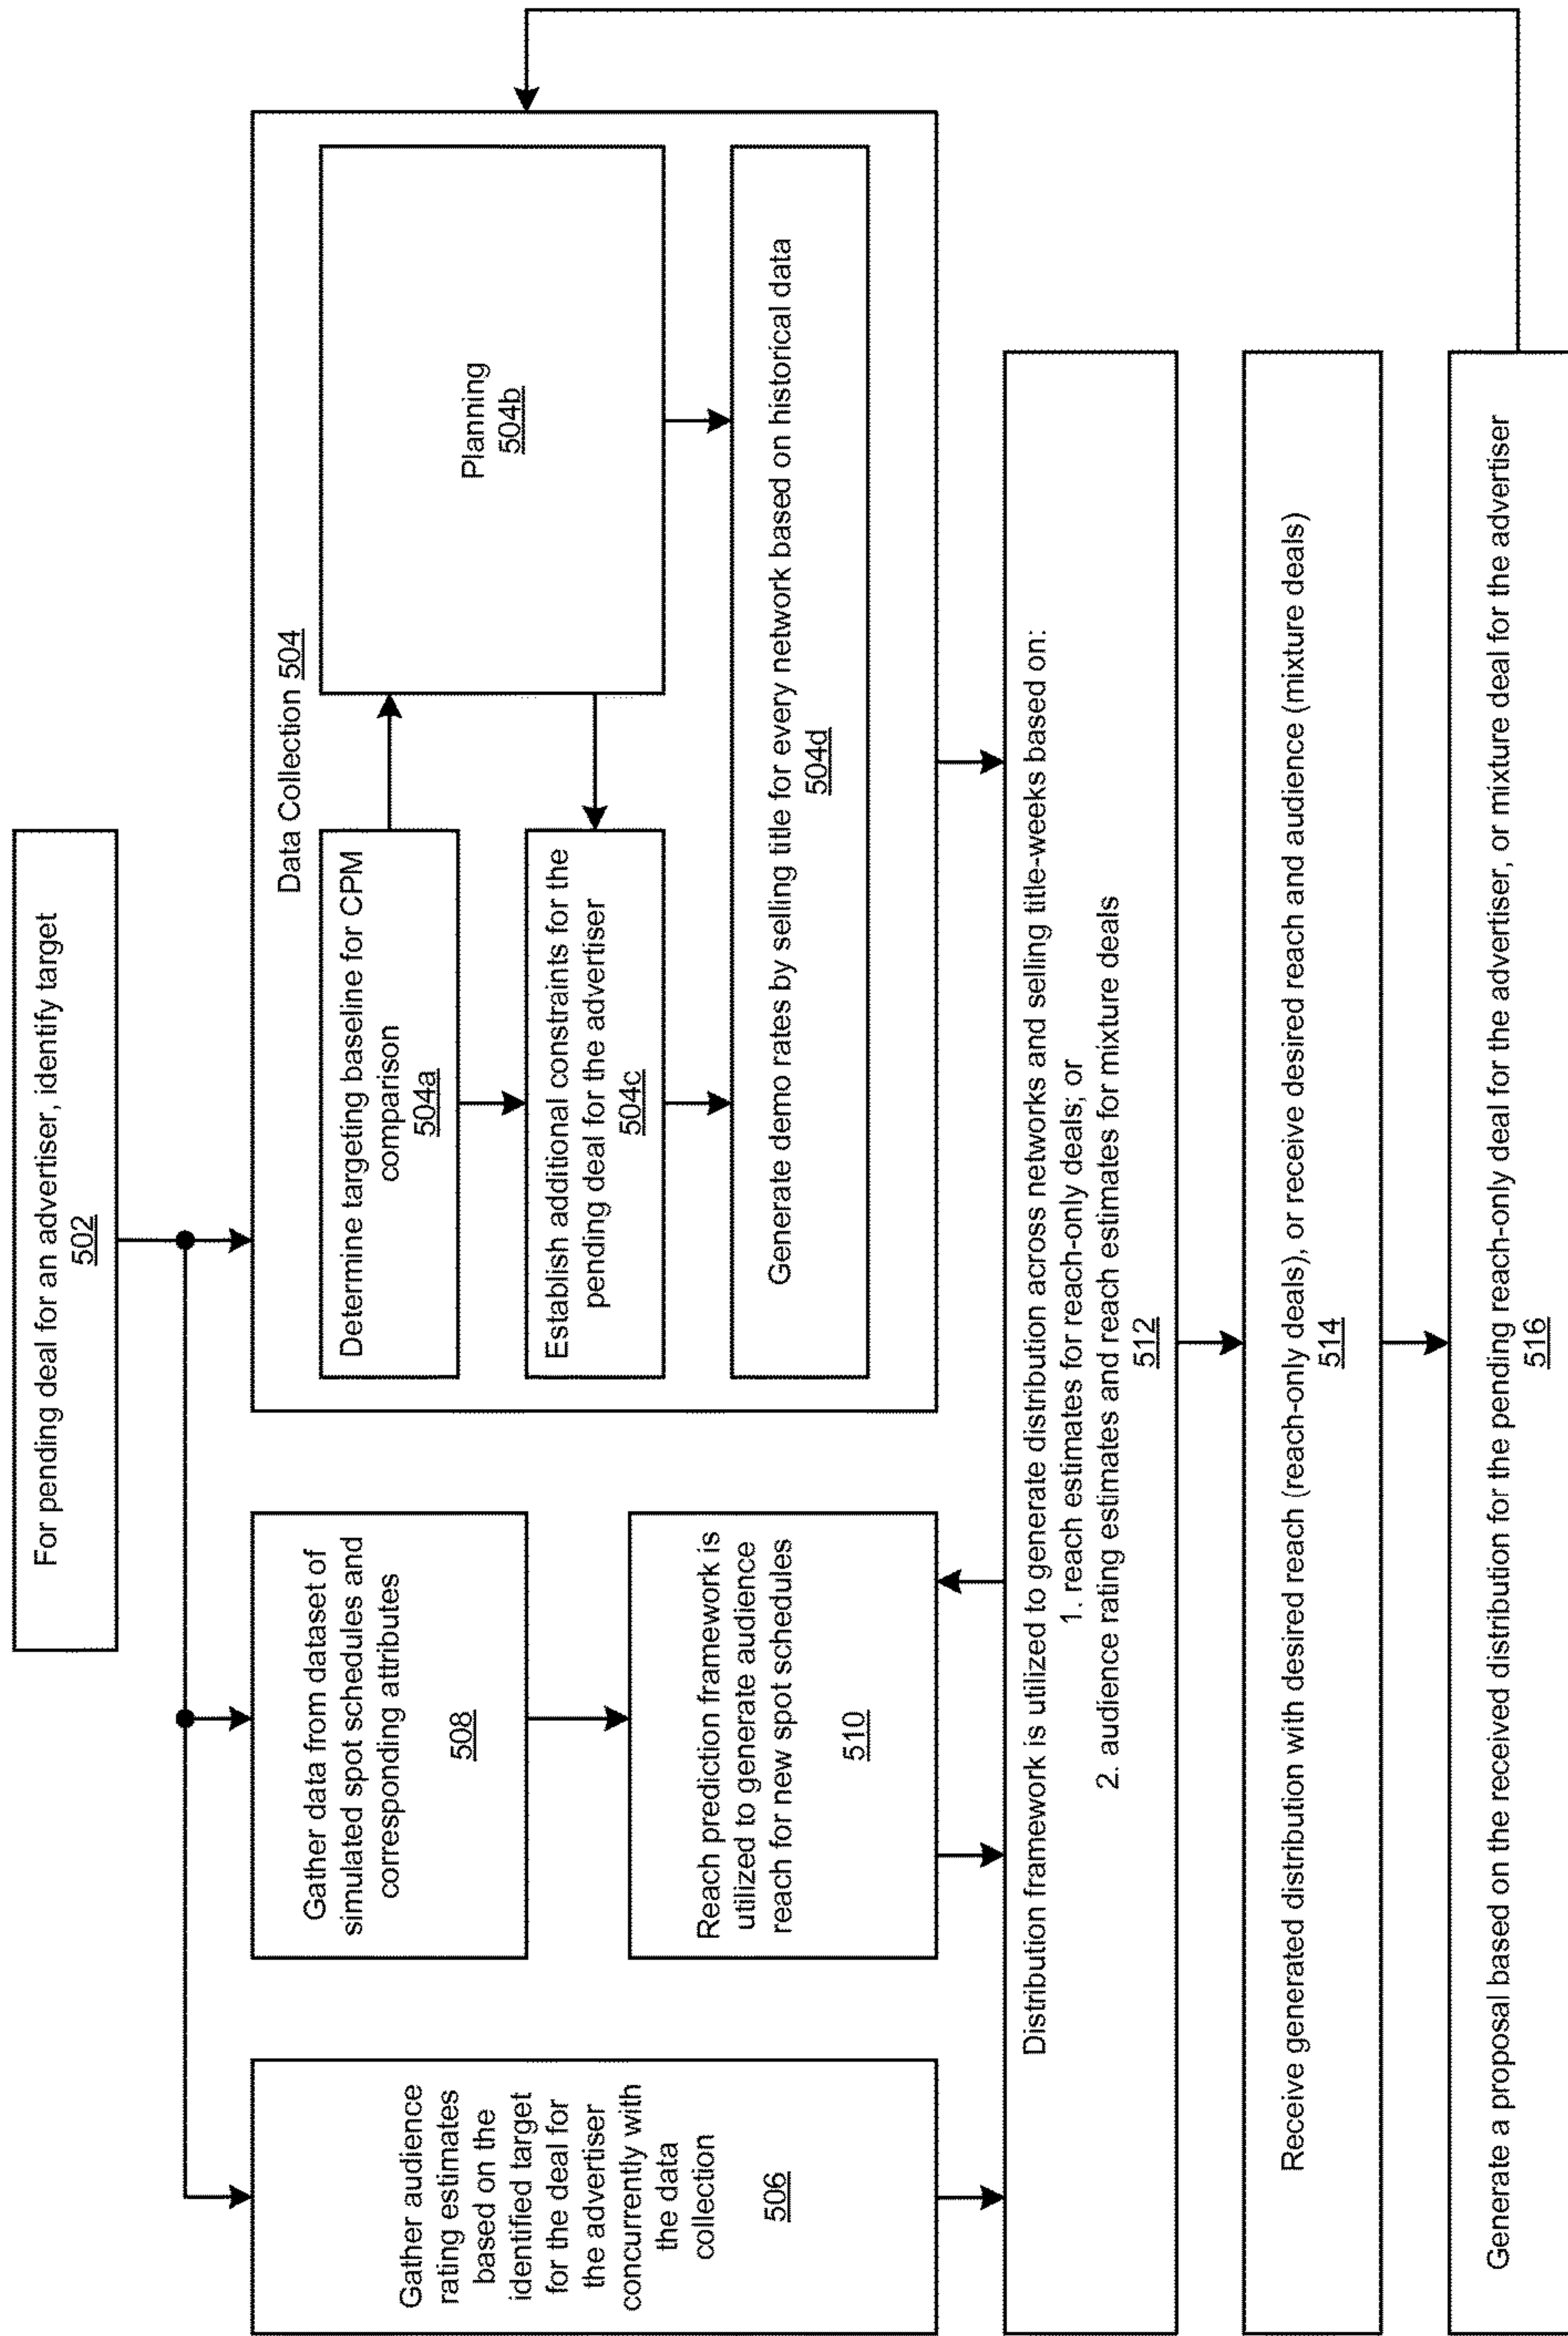 For pending deal for an advertiser, identify target
502
Gather audience
rating estimates
based on the
identified target
for the deal for
the advertiser
concurrently with
the data
collection
506
Gather data from dataset of
simulated spot schedules and
corresponding attributes
508
Reach prediction framework is
utilized to generate audience
reach for new spot schedules
510
Data Collection 504
Determine targeting baseline for CPM
comparison
504a
Planning
504b
Establish additional constraints for the
pending deal for the advertiser
504c
Generate demo rates by selling title for every network based on historical data
504d
Distribution framework is utilized to generate distribution across networks and selling title-weeks based on:
1. reach estimates for reach-only deals; or
2. audience rating estimates and reach estimates for mixture deals
512
Receive generated distribution with desired reach (reach-only deals), or receive desired reach and audience (mixture deals)
514
Generate a proposal based on the received distribution for the pending reach-only deal for the advertiser, or mixture deal for the advertiser
516